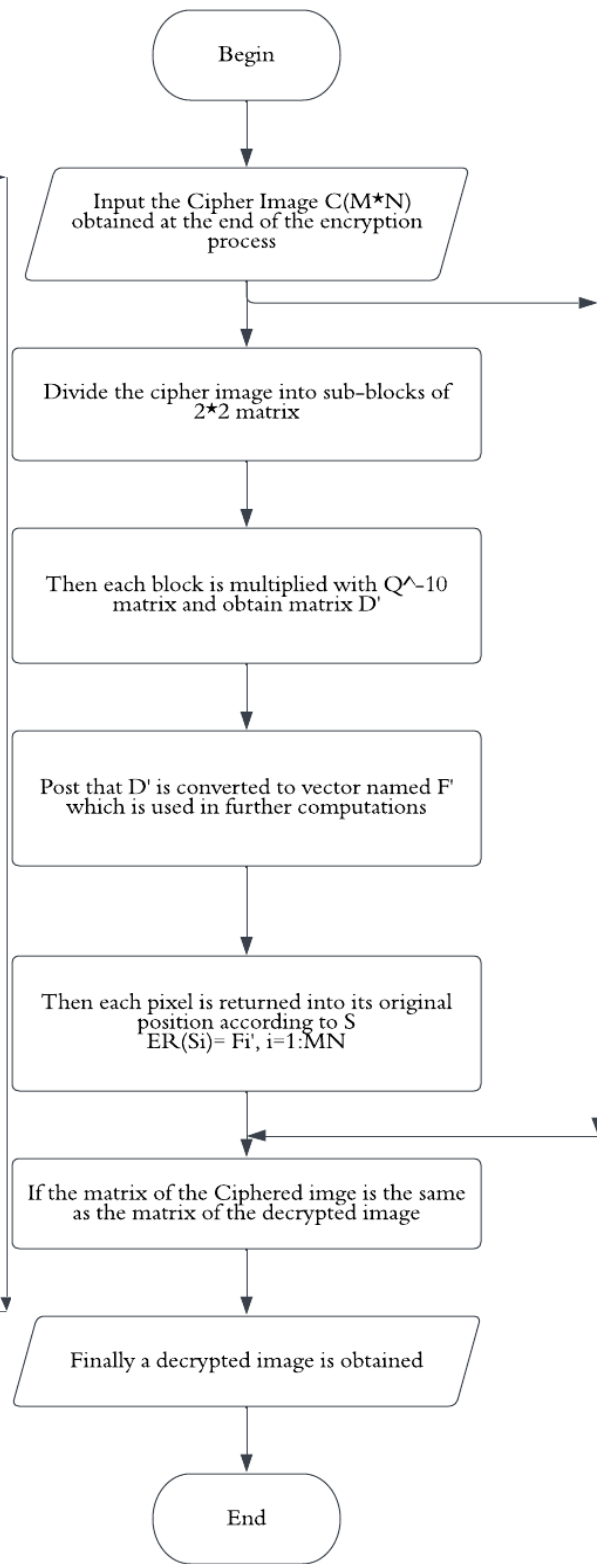 Begin
Input the Cipher Image C(M*N)
obtained at the end of the encryption
process
Divide the cipher image into sub-blocks of
2*2 matrix
Then each block is multiplied with Q^-10
matrix and obtain matrix D'
Post that D' is converted to vector named F'
which is used in further computations
Then each pixel is returned into its original
position according to S
ER(Si)= Fi', i=1:MN
If the matrix of the Ciphered imge is the same
as the matrix of the decrypted image
Finally a decrypted image is obtained
End